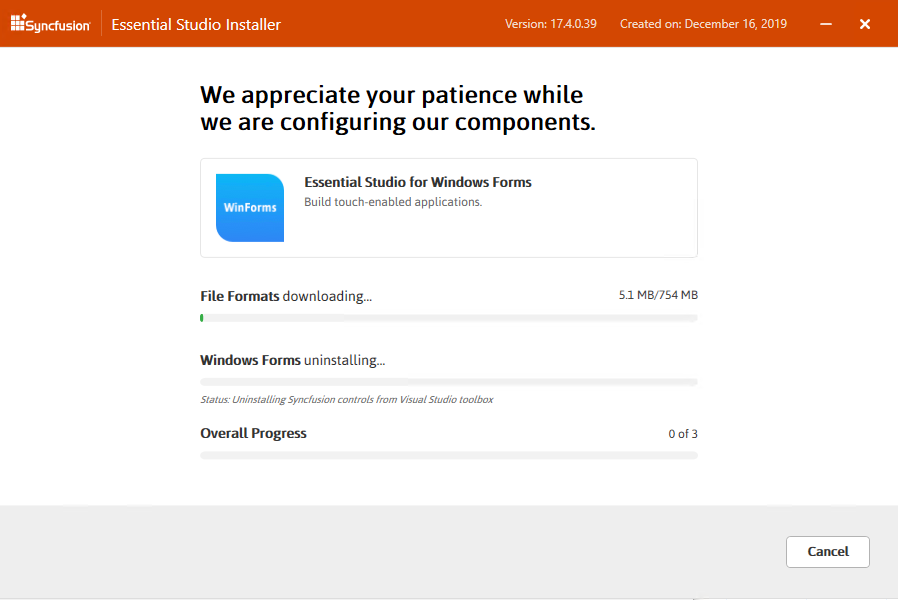 Syncfusion Essential Studio Installer Version: 17.4.0.39 Created on: December 16, 2019
We appreciate your patience while
we are configuring our components.
WinForms
Essential Studio for Windows Forms
Build touch-enabled applications.
File Formats downloading... 5.1 MB/754 MB
Windows Forms uninstalling...
Status: Uninstalling Syncfusion controls from Visual Studio toolbox
Overall Progress 0 of 3
Cancel